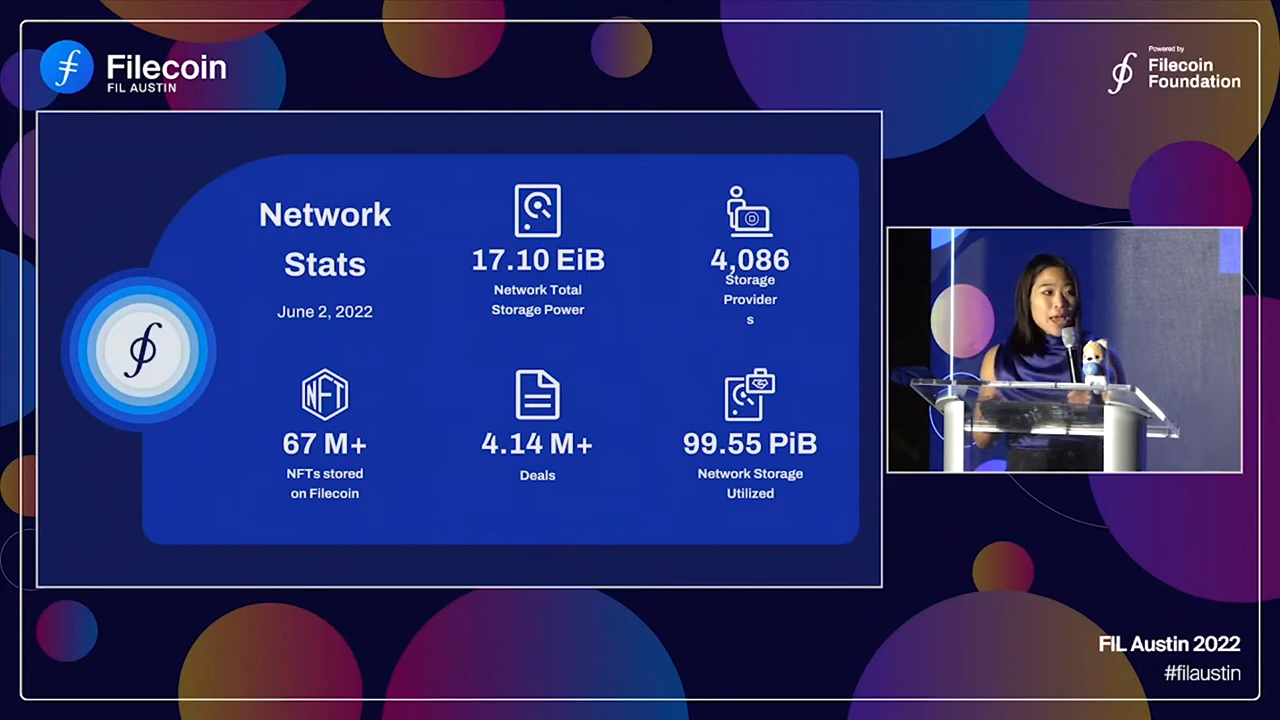 Filecoin
FIL AUSTIN
Powered by
Filecoin
Foundation
Network
Stats
June 2, 2022
17.10 EiB
Network Total
Storage Power
4,086
Storage
Provider
s
NFT
67 M+
NFTs stored
on Filecoin
4.14 M+
Deals
99.55 PiB
Network Storage
Utilized
FIL Austin 2022
#filaustin